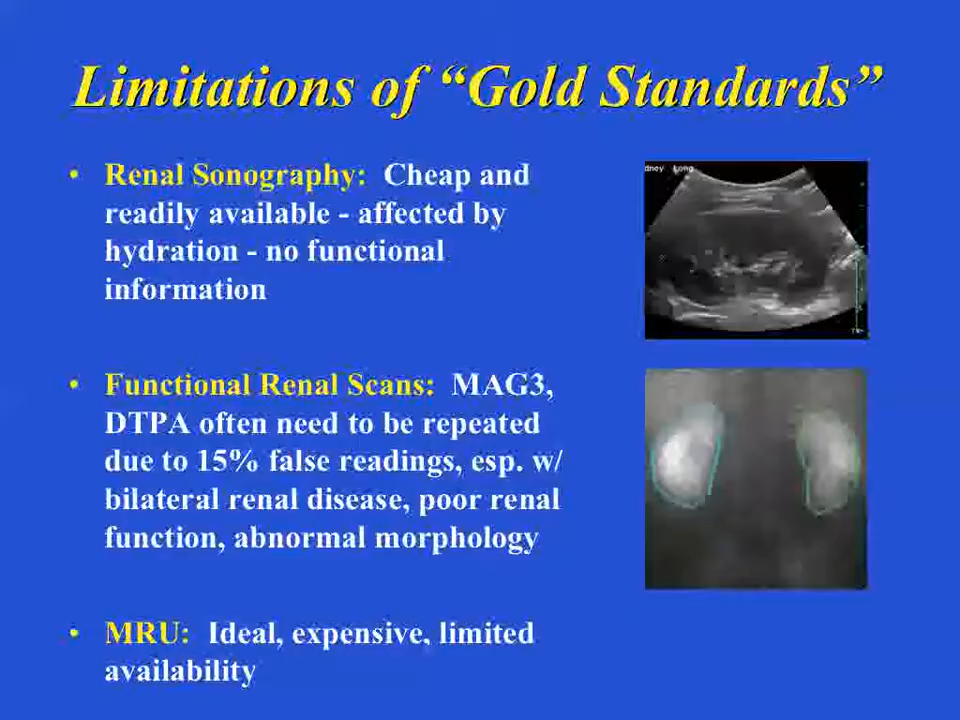 Limitations of “Gold Standards”
• Renal Sonography: Cheap and
readily available - affected by
hydration - no functional
information
dney Long
• Functional Renal Scans: MAG3,
DTPA often need to be repeated
due to 15% false readings, esp. w/
bilateral renal disease, poor renal
function, abnormal morphology
• MRU: Ideal, expensive, limited
availability